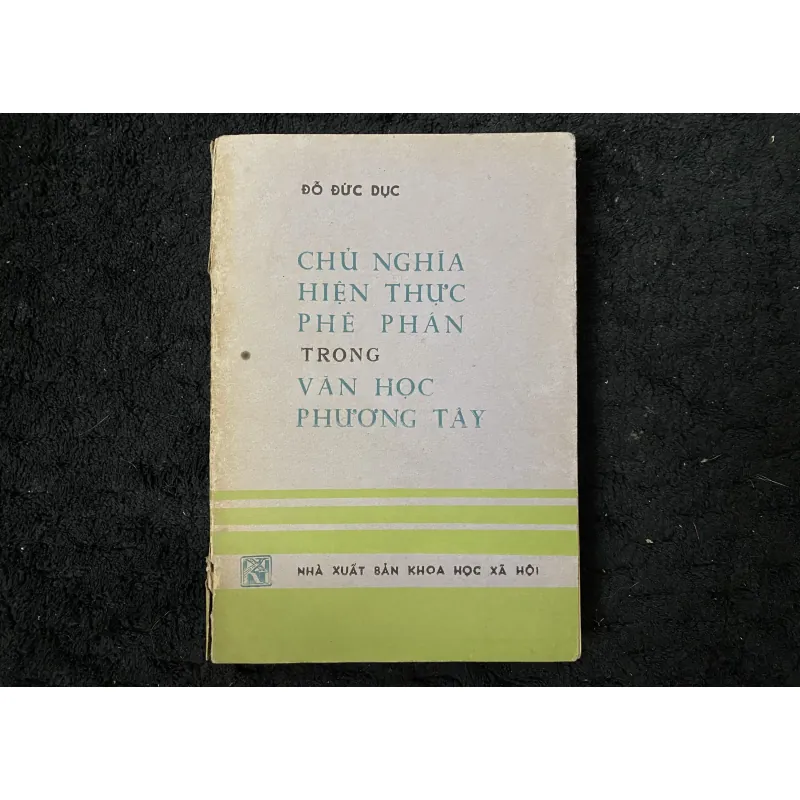 ĐỖ ĐỨC DỤC
CHỦ NGHĨA
HIỆN THỰC
PHÊ PHÁN
TRONG
VĂN HỌC
PHƯƠNG TÂY
NHÀ XUẤT BẢN KHOA HỌC XÃ HỘI